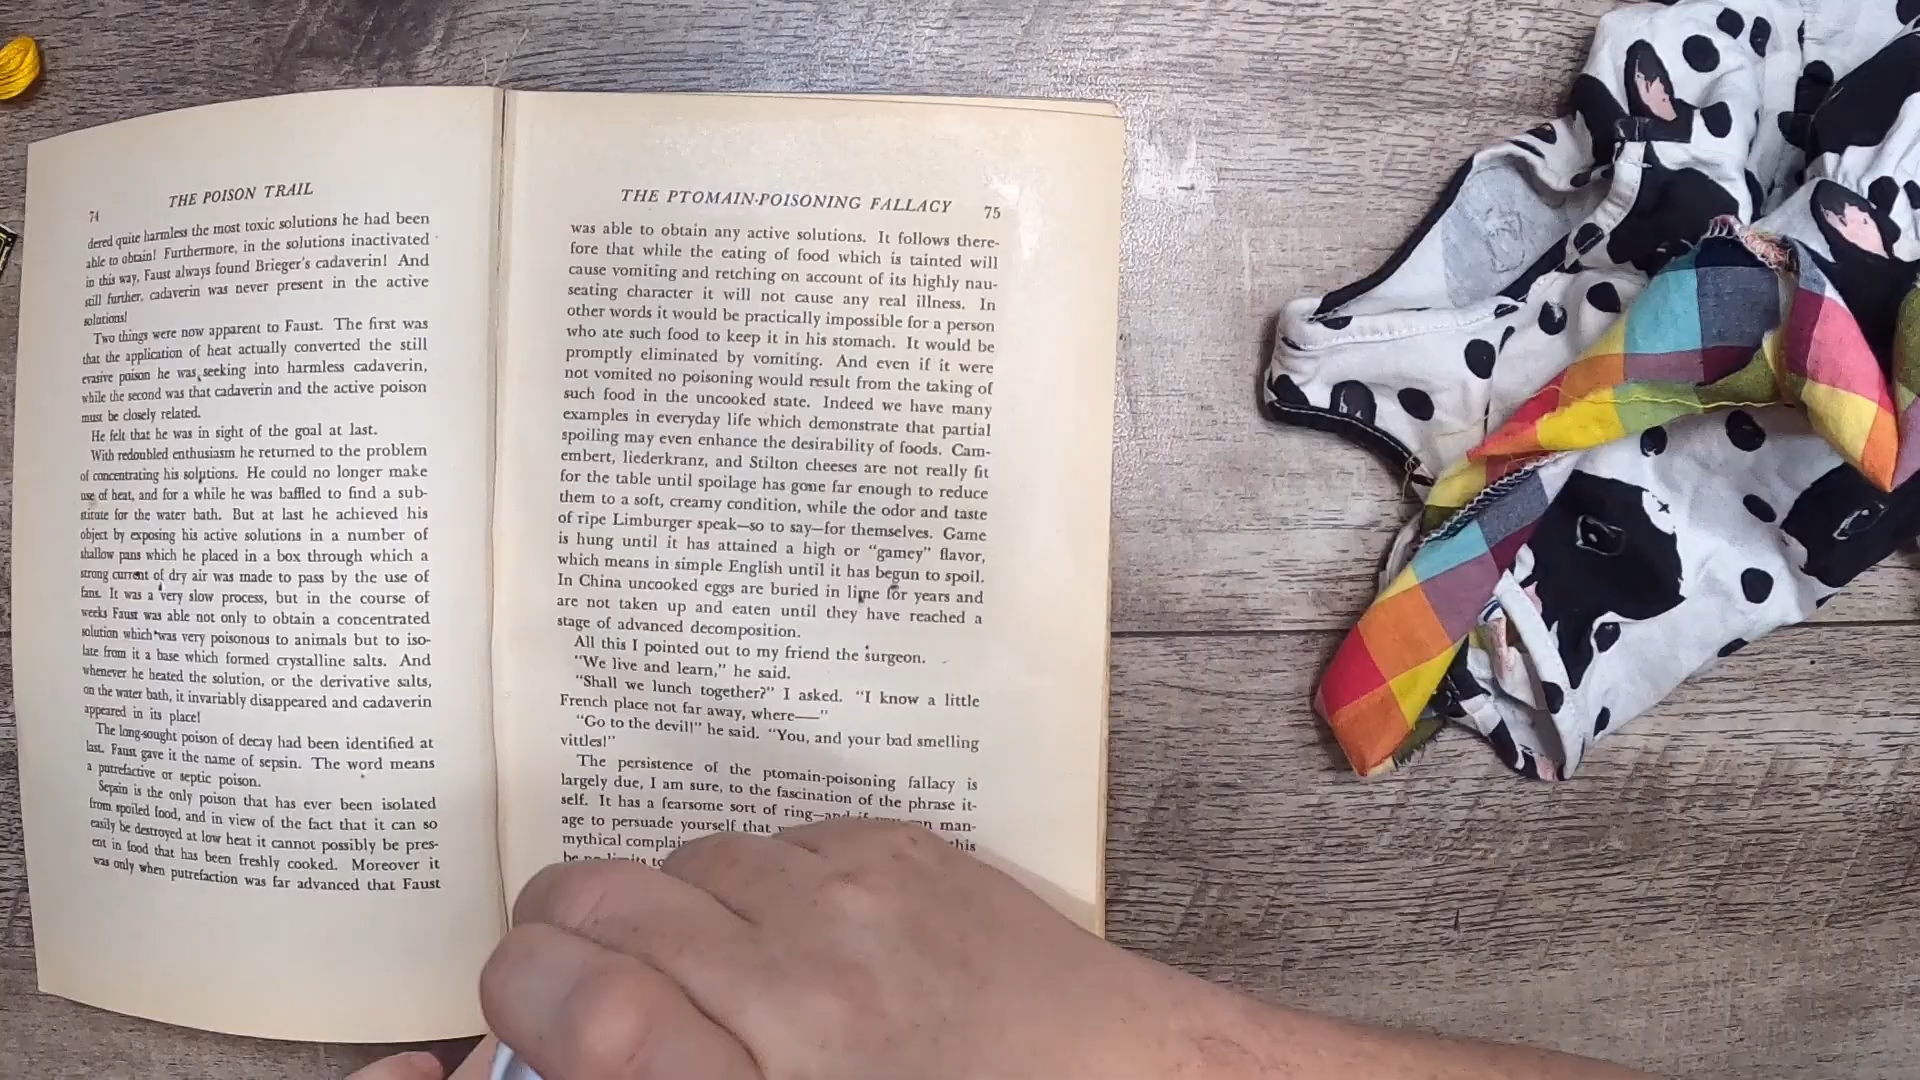 74
THE POISON TRAIL
dered quite harmless the most toxic solutions he had been
able to obtain! Furthermore, in the solutions inactivated
in this way, Faust always found Brieger's cadaverin! And
still further, cadaverin was never present in the active
solutions!
Two things were now apparent to Faust. The first was
that the application of heat actually converted the still
evasive poison he was seeking into harmless cadaverin,
while the second was that cadaverin and the active poison
must be closely related.
He felt that he was in sight of the goal at last.
With redoubled enthusiasm he returned to the problem
of concentrating his solutions. He could no longer make
use of heat, and for a while he was baffled to find a sub-
stitute for the water bath. But at last he achieved his
object by exposing his active solutions in a number of
shallow pans which he placed in a box through which a
strong current of dry air was made to pass by the use of
fans. It was a very slow process, but in the course of
weeks Faust was able not only to obtain a concentrated
solution which was very poisonous to animals but to iso-
late from it a base which formed crystalline salts. And
whenever he heated the solution, or the derivative salts,
on the water bath, it invariably disappeared and cadaverin
appeared in its place!
The long-sought poison of decay had been identified at
last. Faust gave it the name of sepsin. The word means
a putrefactive or septic poison.
Sepsin is the only poison that has ever been isolated
from spoiled food, and in view of the fact that it can so
easily be destroyed at low heat it cannot possibly be pres-
ent in food that has been freshly cooked. Moreover it
was only when putrefaction was far advanced that Faust
THE PTOMAIN-POISONING FALLACY 75
was able to obtain any active solutions. It follows there-
fore that while the eating of food which is tainted will
cause vomiting and retching on account of its highly nau-
seating character it will not cause any real illness. In
other words it would be practically impossible for a person
who ate such food to keep it in his stomach. It would be
promptly eliminated by vomiting. And even if it were
not vomited no poisoning would result from the taking of
such food in the uncooked state. Indeed we have many
examples in everyday life which demonstrate that partial
spoiling may even enhance the desirability of foods. Cam-
embert, liederkranz, and Stilton cheeses are not really fit
for the table until spoilage has gone far enough to reduce
them to a soft, creamy condition, while the odor and taste
of ripe Limburger speak—so to say—for themselves. Game
is hung until it has attained a high or "gamey" flavor,
which means in simple English until it has begun to spoil.
In China uncooked eggs are buried in lime for years and
are not taken up and eaten until they have reached a
stage of advanced decomposition.
All this I pointed out to my friend the surgeon.
"We live and learn," he said.
"Shall we lunch together?" I asked. "I know a little
French place not far away, where——"
"Go to the devil!" he said. "You, and your bad smelling
vittles!"
The persistence of the ptomain-poisoning fallacy is
largely due, I am sure, to the fascination of the phrase it-
self. It has a fearsome sort of ring—and if you man-
age to persuade yourself that
mythical this
be no limits to